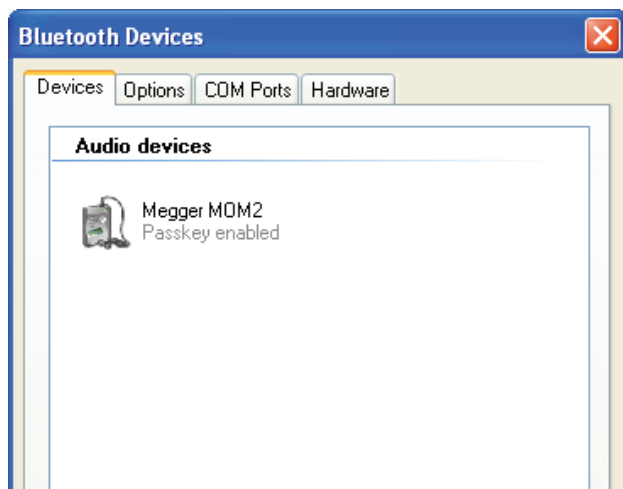 Bluetooth Devices
Devices Options COM Ports Hardware
Audio devices
Megger MOM2
Passkey enabled